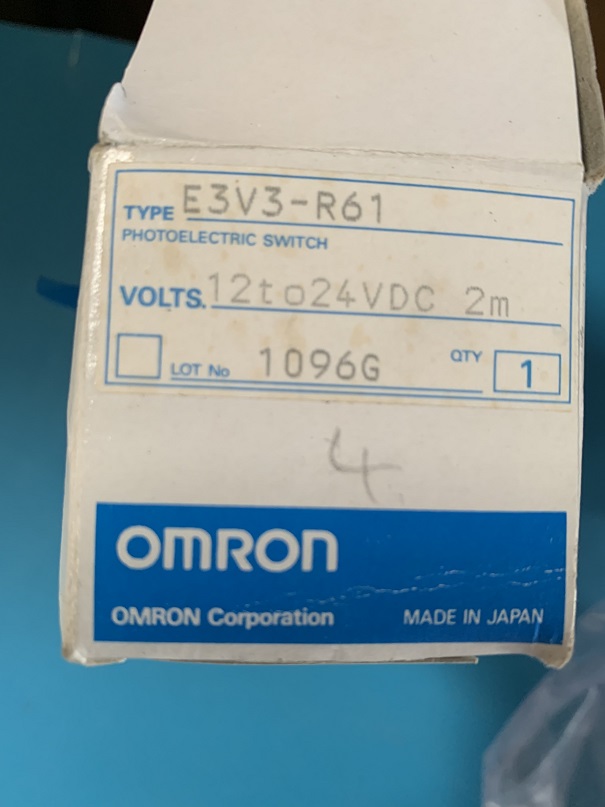 TYPE E3V3-R61
PHOTOELECTRIC SWITCH
VOLTS. 12to24VDC 2m
LOT No 1096G QTY 1
4
OMRON
OMRON Corporation MADE IN JAPAN